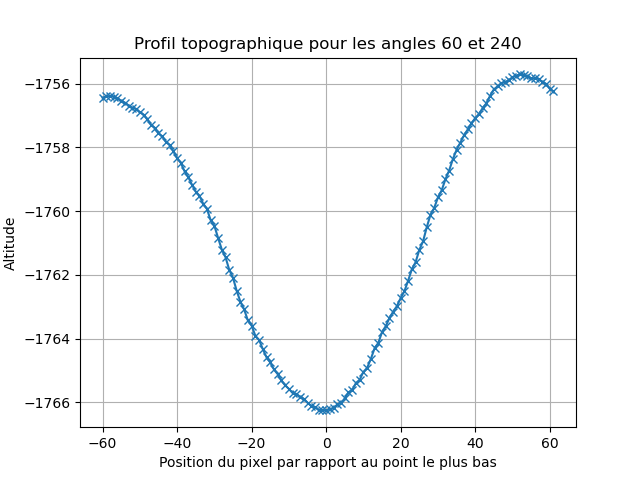 Profil topographique pour les angles 60 et 240
Altitude
−1756
−1758
−1760
−1762
−1764
−1766
−60 −40 −20 0 20 40 60
Position du pixel par rapport au point le plus bas